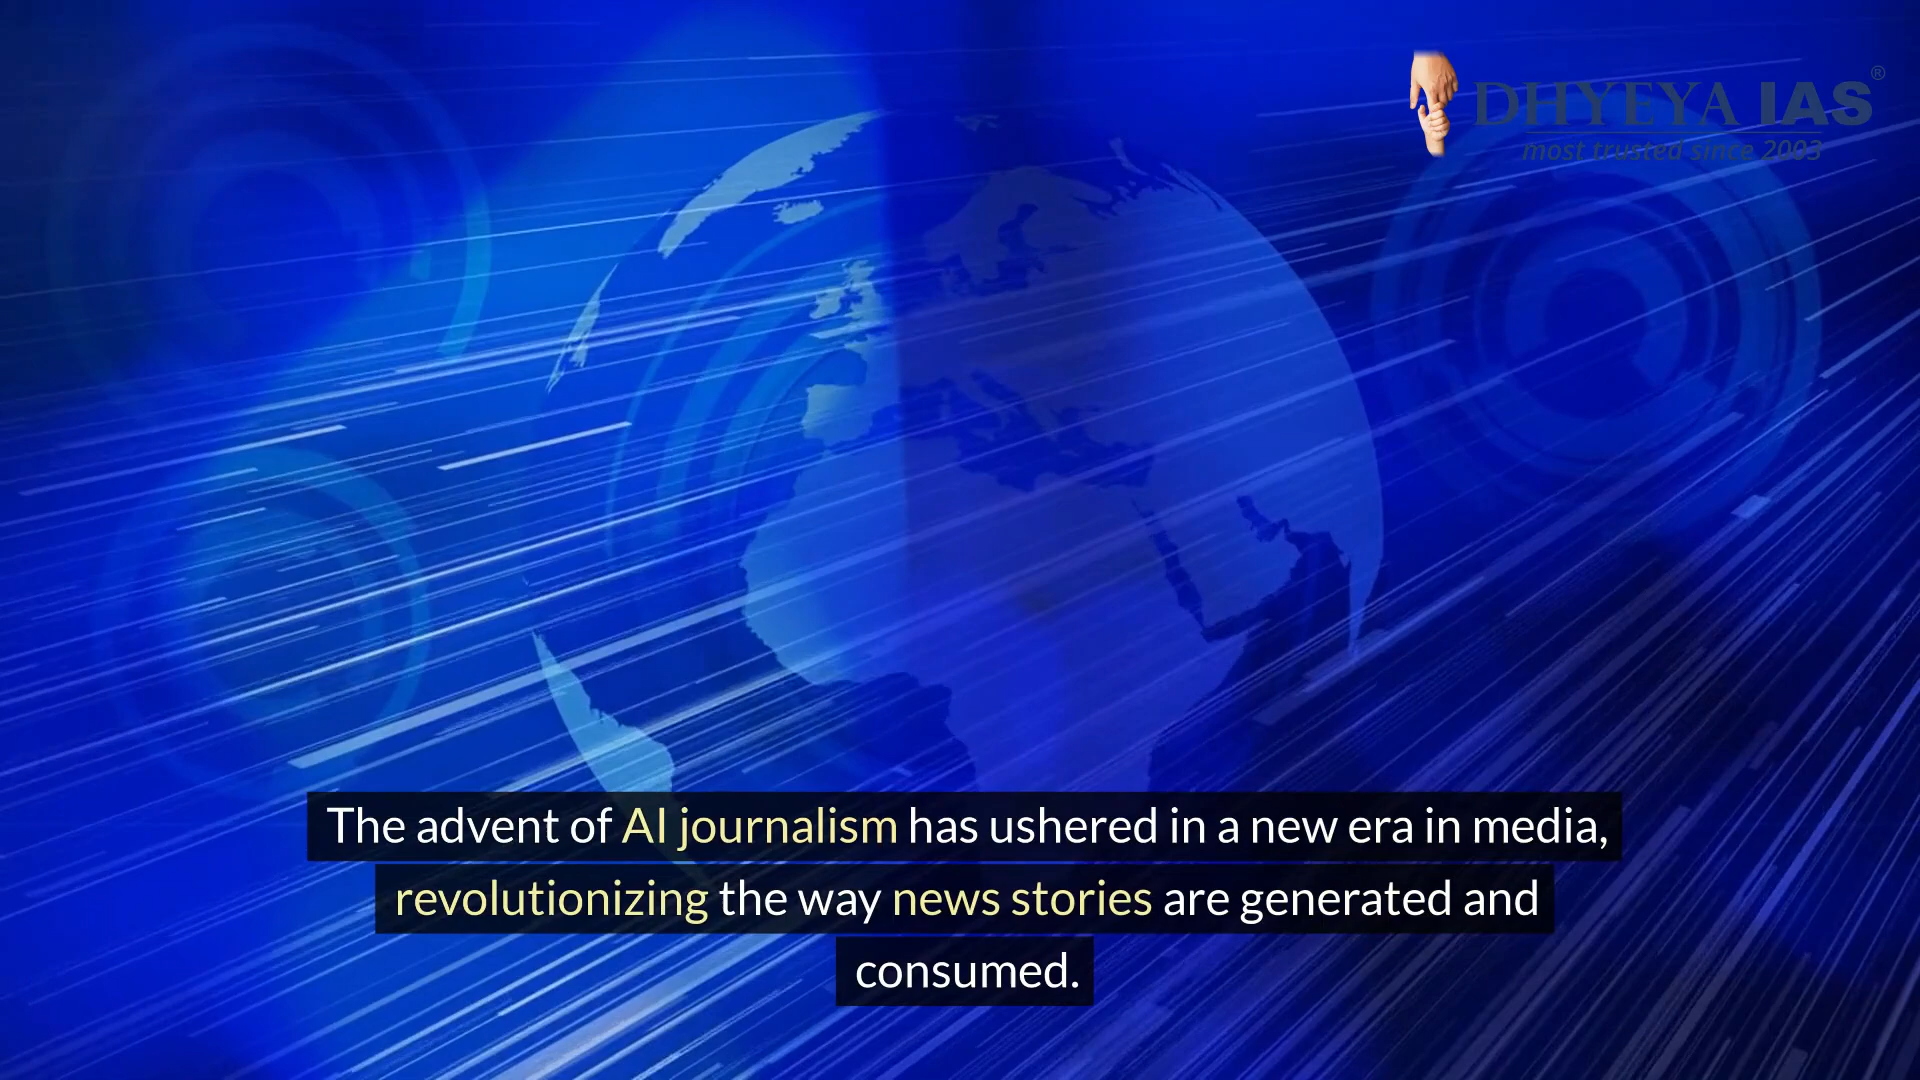 DHYEYA IAS®
most trusted since 2003
The advent of AI journalism has ushered in a new era in media,
revolutionizing the way news stories are generated and
consumed.